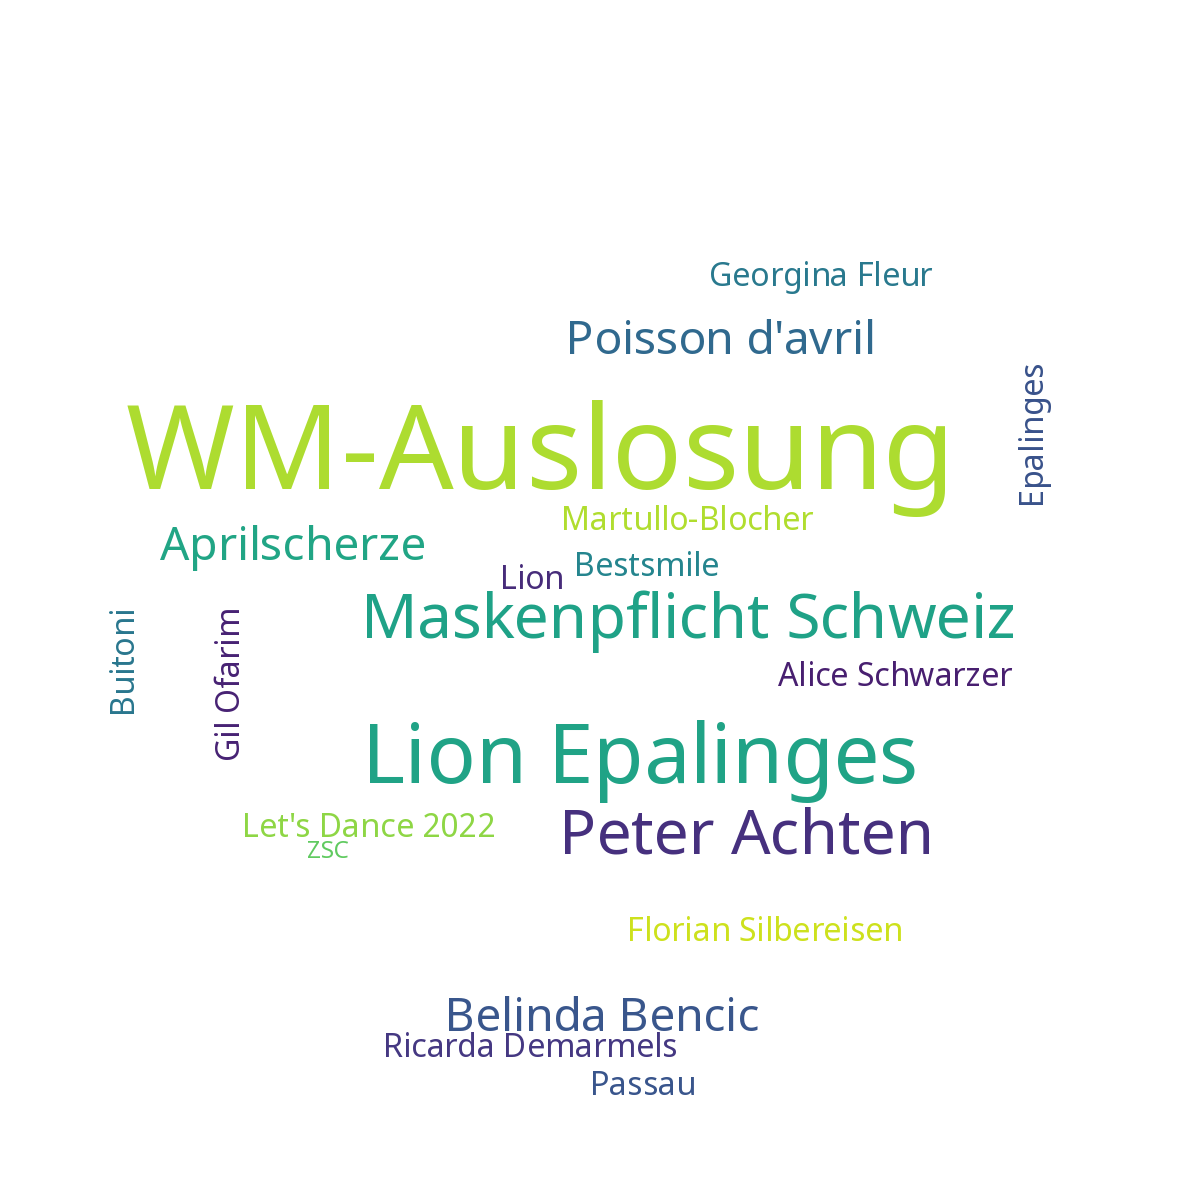 Georgina Fleur
Poisson d'avril
Epalinges
WM-Auslosung
Martullo-Blocher
Aprilscherze
Bestsmile
Lion
Maskenpflicht Schweiz
Buitoni
Gil Ofarim
Alice Schwarzer
Lion Epalinges
Let's Dance 2022
Peter Achten
ZSC
Florian Silbereisen
Belinda Bencic
Ricarda Demarmels
Passau